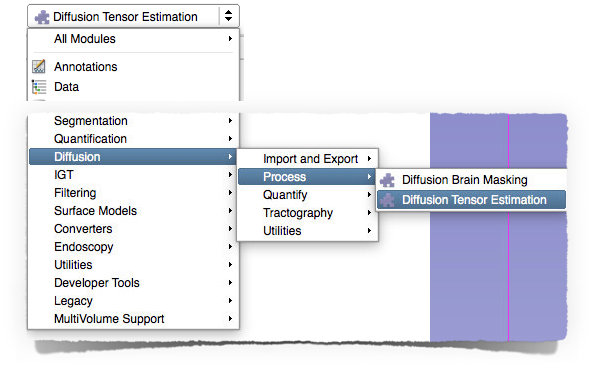 Diffusion Tensor Estimation
All Modules
Annotations
Data
Segmentation
Quantification
Diffusion
IGT
Filtering
Surface Models
Converters
Endoscopy
Utilities
Developer Tools
Legacy
MultiVolume Support
Import and Export
Process
Quantify
Tractography
Utilities
Diffusion Brain Masking
Diffusion Tensor Estimation